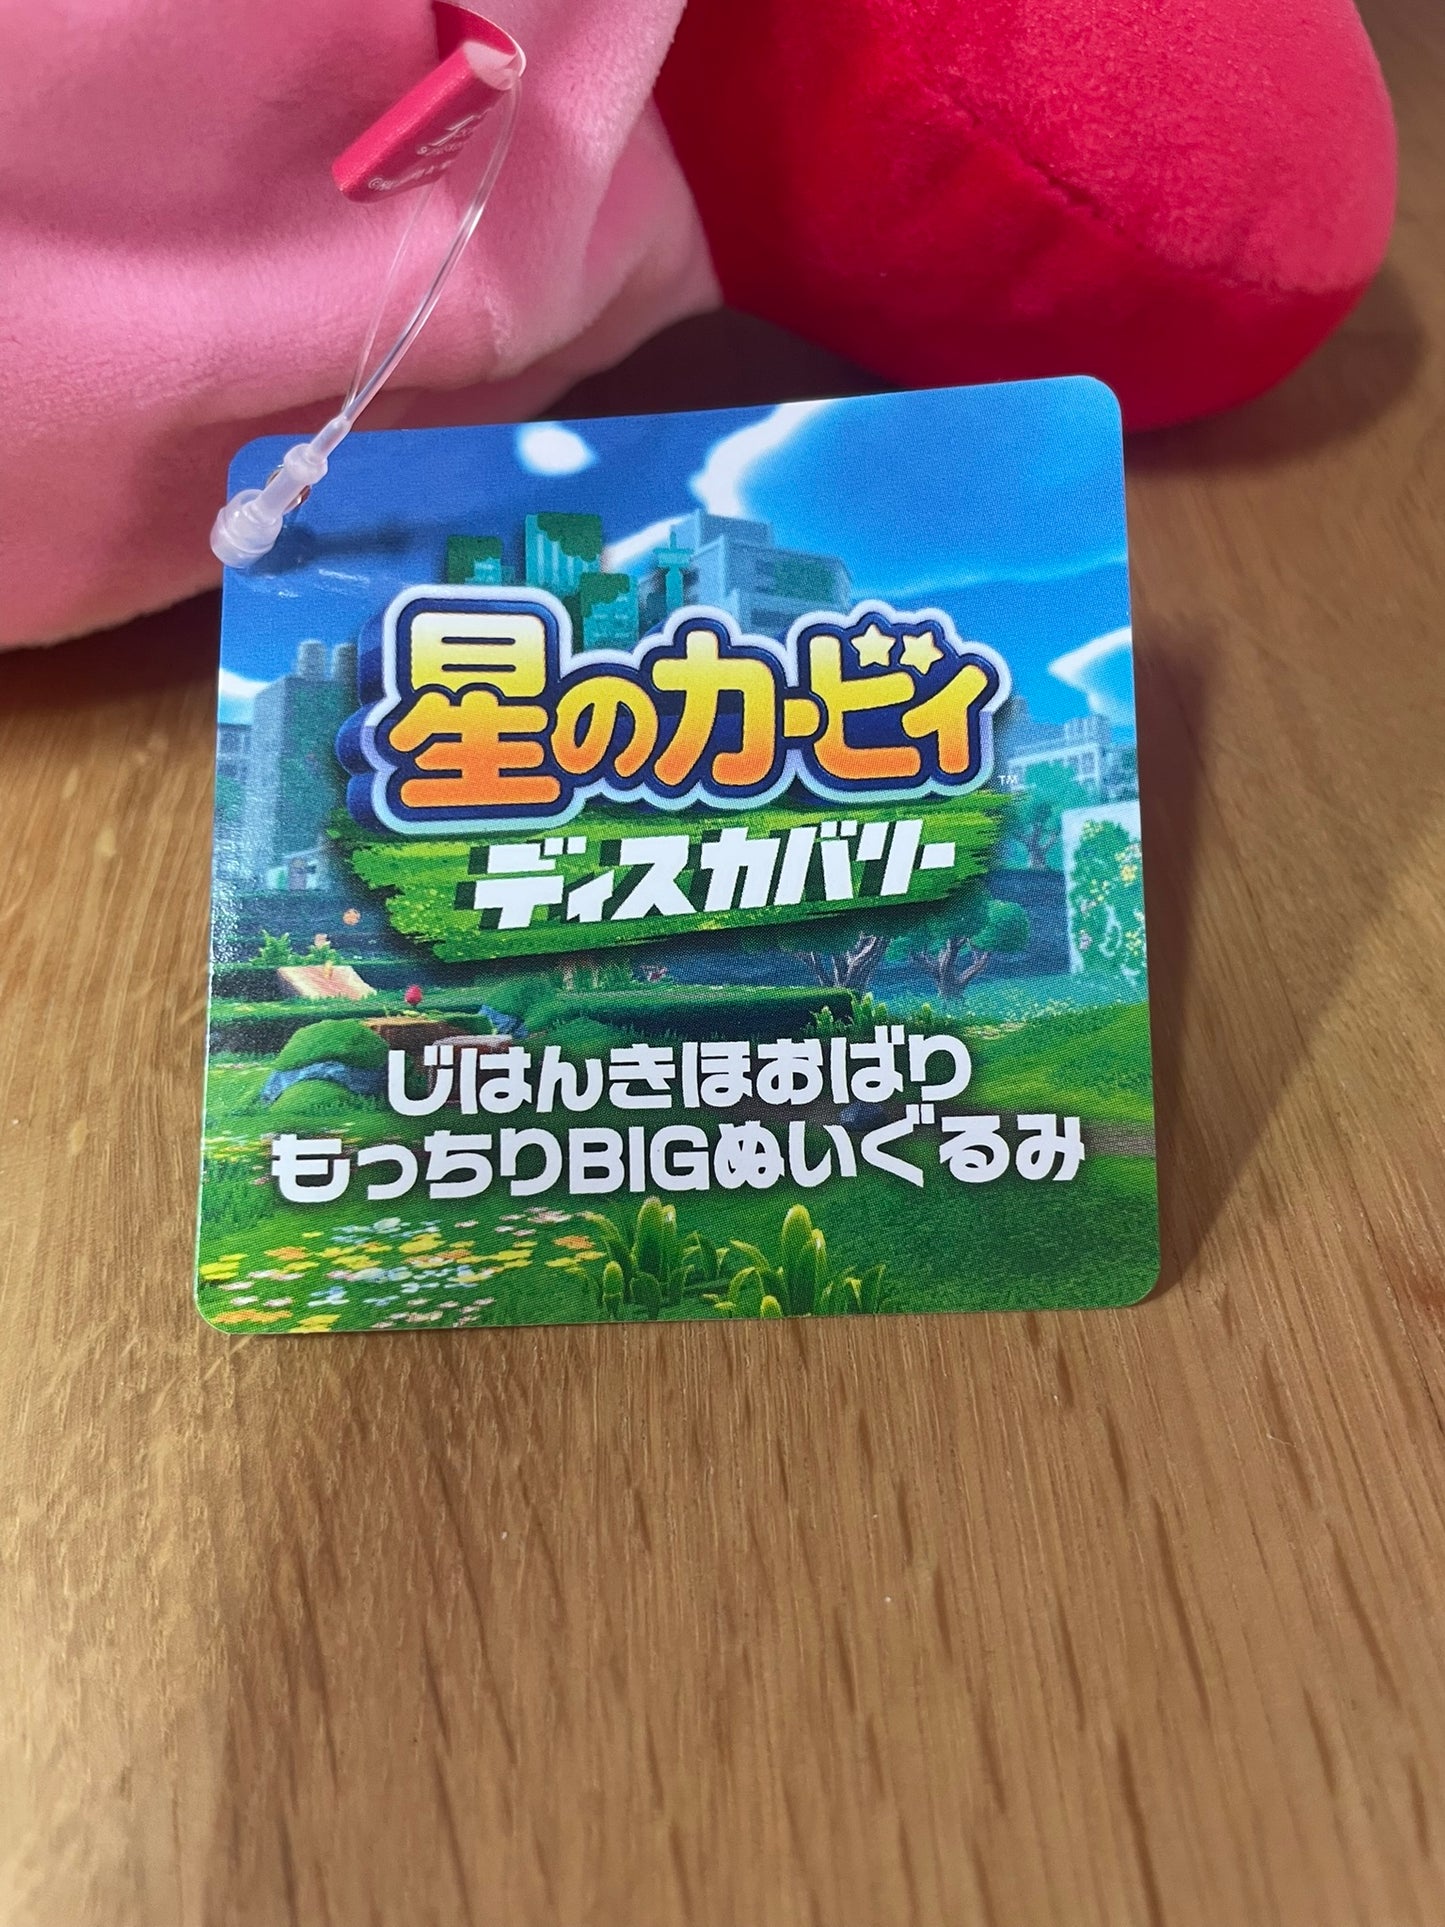 星のカービィ
TM
ディスカバリー
じはんきほおばり
もっちりBIGぬいぐるみ